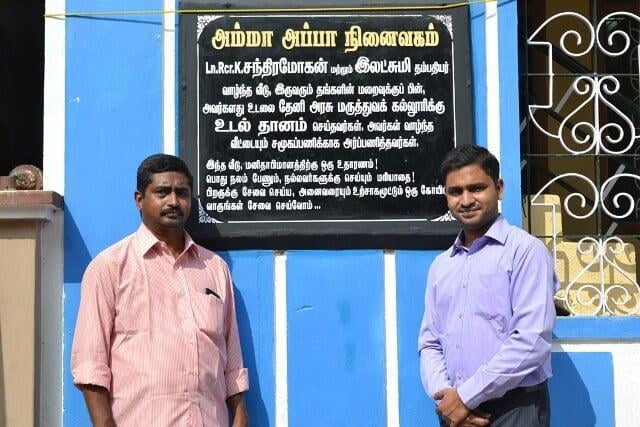 அம்மா அப்பா நினைவகம்
Ln.Rcr.K.சந்திரமோகன் மற்றும் இலட்சுமி தம்பதியர்
வாழ்ந்த வீடு, இருவரும் தங்களின் மறைவுக்குப் பின்,
அவர்களது உடலை தேனி அரசு மருத்துவக் கல்லூரிக்கு
உடல் தானம் செய்தவர்கள். அவர்கள் வாழ்ந்த
வீட்டையும் சமூகப்பணிக்காக அர்ப்பணித்தவர்கள்.
இந்த வீடு, மனிதாபிமானத்திற்கு ஒரு உதாரணம் !
பொது நலம் பேணும், நல்லவர்களுக்கு செய்யும் மரியாதை !
பிறகுக்கு சேவை செய்ய, அனைவரையும் உற்சாகமூட்டும் ஒரு கோயி
வாருங்கள் சேவை செய்வோம் ...